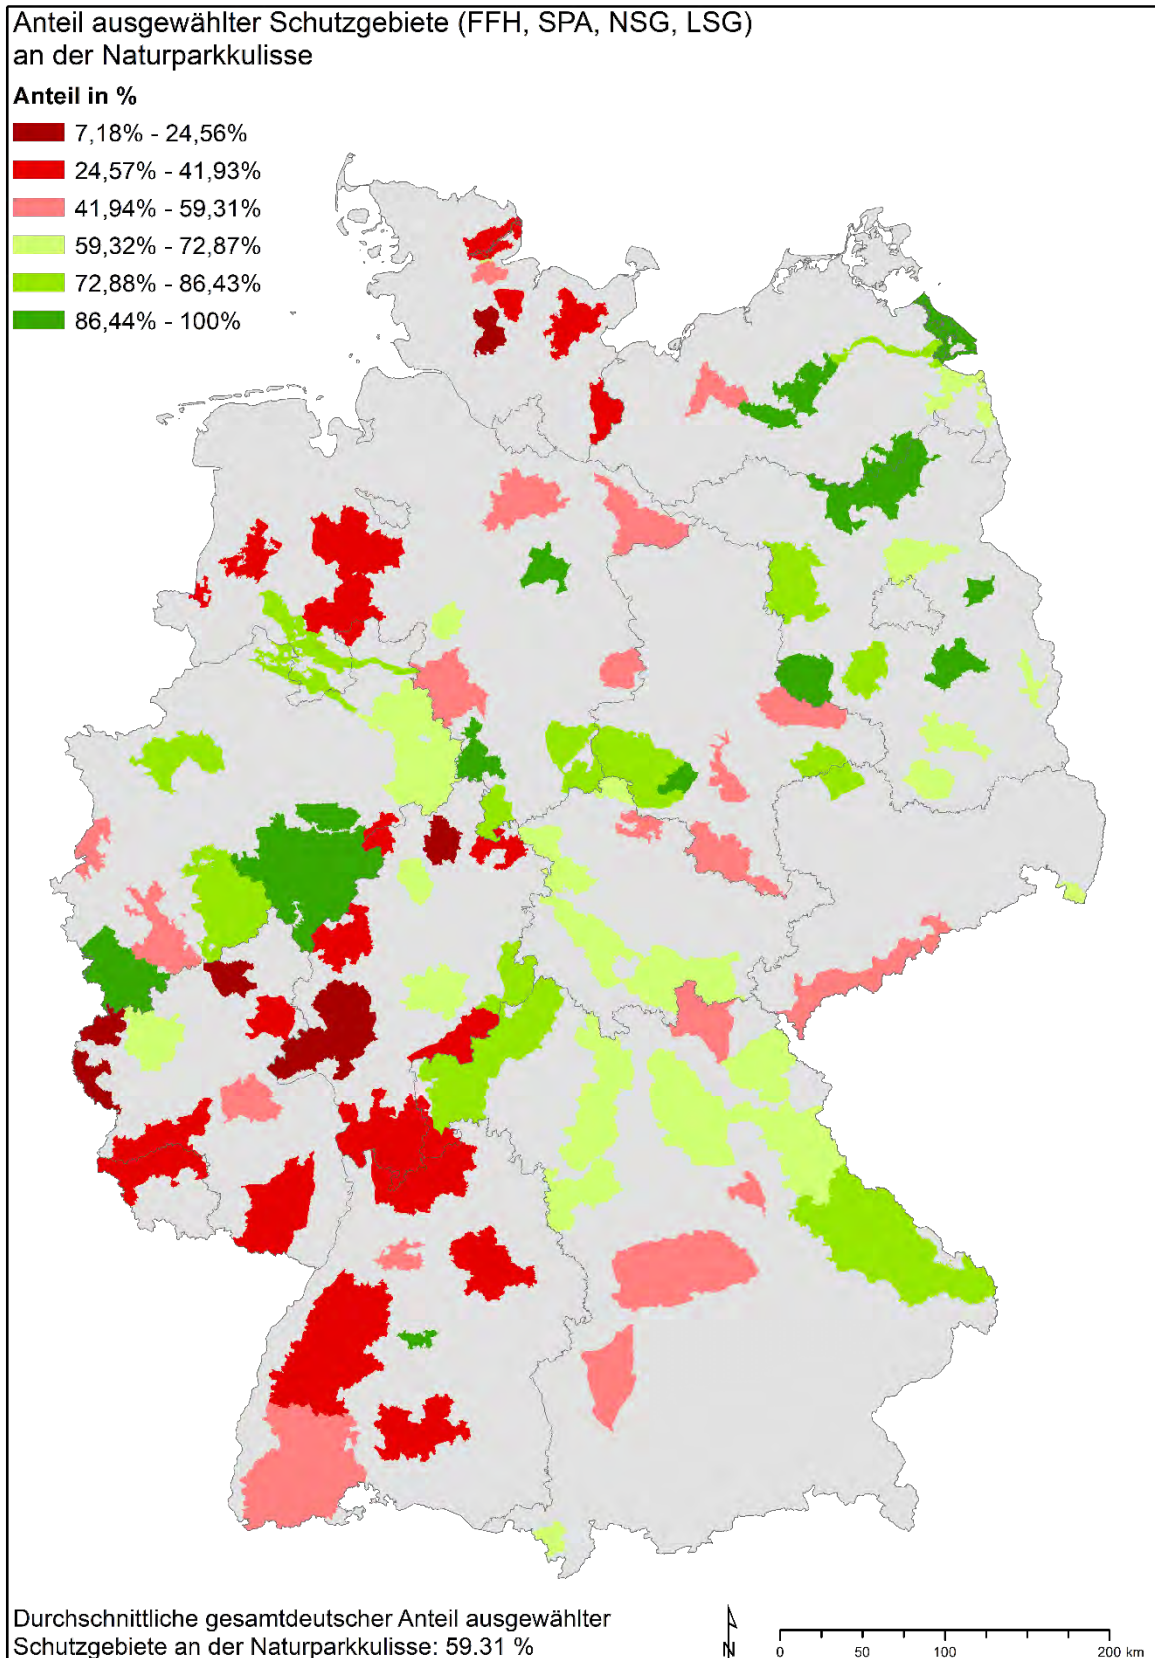 Anteil ausgewählter Schutzgebiete (FFH, SPA, NSG, LSG)
an der Naturparkkulisse
Anteil in %
7,18% - 24,56%
24,57% - 41,93%
41,94% - 59,31%
59,32% - 72,87%
72,88% - 86,43%
86,44% - 100%
Durchschnittliche gesamtdeutscher Anteil ausgewählter
Schutzgebiete an der Naturparkkulisse: 59.31 %
N
0 50 100 200 km